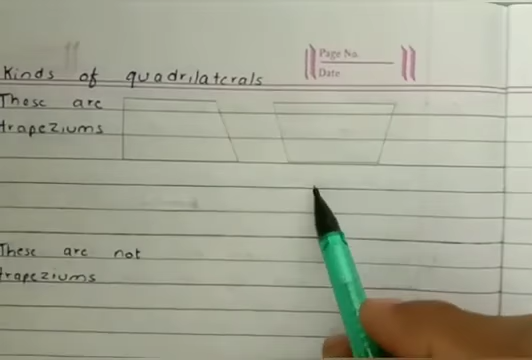 Page No.
Date
Kinds of quadrilaterals
These are
trapeziums
These are not
trapeziums